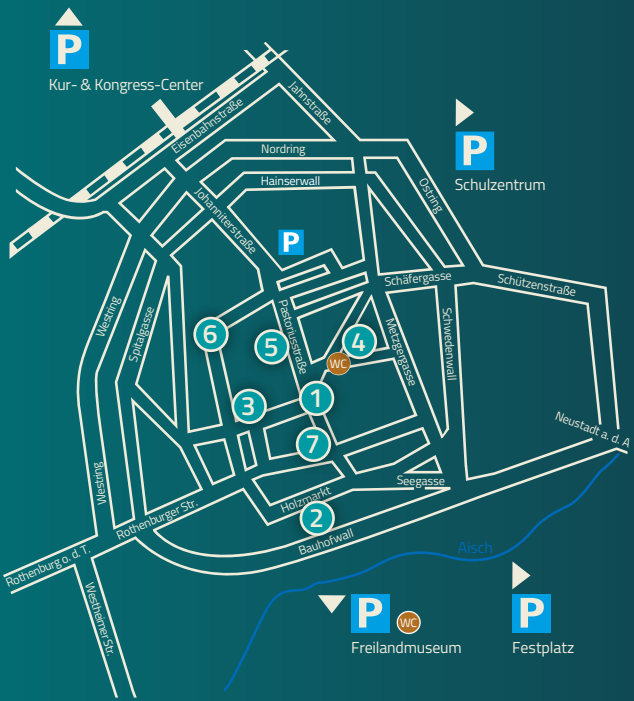 P
Kur- & Kongress-Center
Jahnstraße
Eisenbahnstraße
Nordring
P
Schulzentrum
Hainserwall
Ostring
Johanniterstraße
P
Schäfergasse
Schützenstraße
Westring
Spitalgasse
Pastoriusstraße
Metzgergasse
Schwedenwall
6
5
4
WC
3
1
7
Neustadt a. d. A
Westring
Seegasse
Holzmarkt
Rothenburger Str.
2
Bauhofwall
Aisch
Rothenburg o. d. T.
Westheimer Str.
P
WC
Freilandmuseum
P
Festplatz